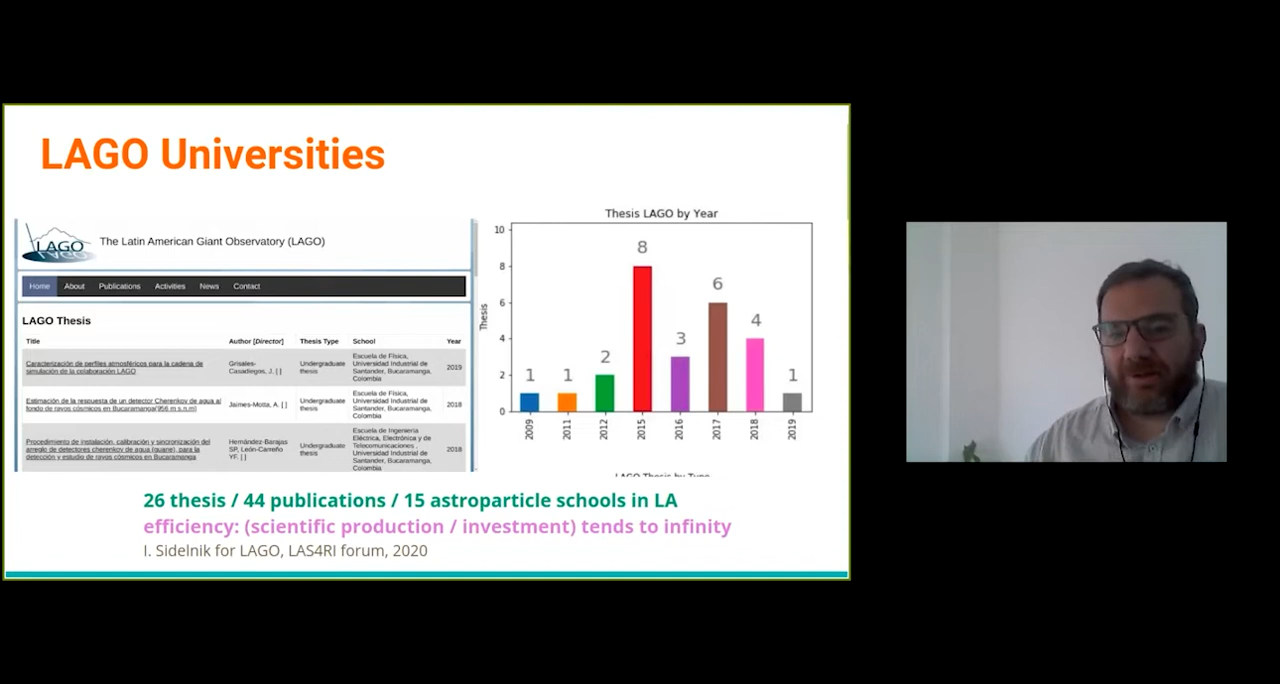 LAGO Universities
LAGO
The Latin American Giant Observatory (LAGO)
Home About Publications Activities News Contact
LAGO Thesis
Title Author [Director] Thesis Type School Year
Caracterización de perfiles atmosféricos para la cadena de
simulación de la colaboración LAGO
Grisales-
Casadiegos, J. [ ]
Undergraduate
thesis
Escuela de Física,
Universidad Industrial de
Santander, Bucaramanga,
Colombia
2019
Estimación de la respuesta de un detector Cherenkov de agua al
fondo de rayos cósmicos en Bucaramanga(956 m s.n.m)
Jaimes-Motta, A. [ ]
Undergraduate
thesis
Escuela de Física,
Universidad Industrial de
Santander, Bucaramanga,
Colombia
2018
Procedimiento de instalación, calibración y sincronización del
arreglo de detectores cherenkov de agua (guane), para la
detección y estudio de rayos cósmicos en Bucaramanga
Hernández-Barajas
SP, León-Carreño
YF. [ ]
Undergraduate
thesis
Escuela de Ingeniería
Eléctrica, Electrónica y de
Telecomunicaciones ,
Universidad Industrial de
Santander, Bucaramanga,
Colombia
2018
Thesis LAGO by Year
Thesis
10
8
6
4
2
0
1
1
2
8
3
6
4
1
2009
2011
2012
2015
2016
2017
2018
2019
LAGO Thesis by Type
26 thesis / 44 publications / 15 astroparticle schools in LA
efficiency: (scientific production / investment) tends to infinity
I. Sidelnik for LAGO, LAS4RI forum, 2020